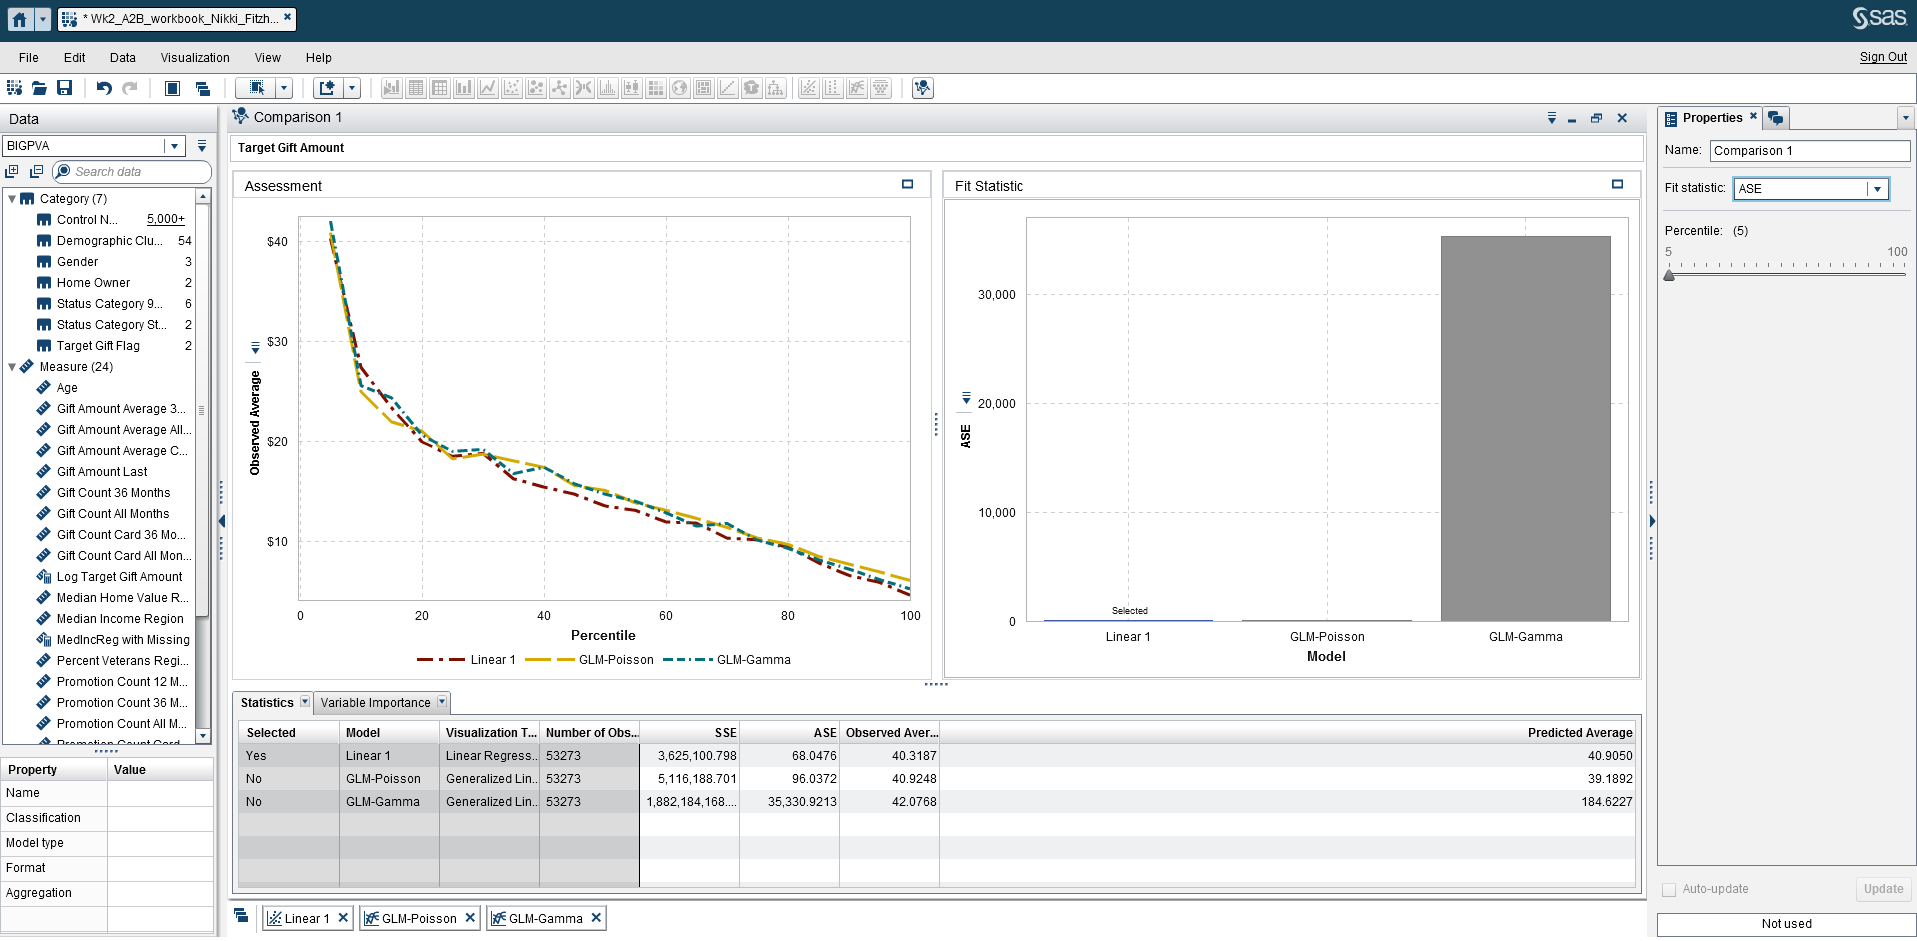 * Wk2_A2B_workbook_Nikki_Fitzh...
sas
File Edit Data Visualization View Help
Sign Out
Data
BIGPVA
Search data
Category (7)
Control N... 5,000+
Demographic Clu... 54
Gender 3
Home Owner 2
Status Category 9... 6
Status Category St... 2
Target Gift Flag 2
Measure (24)
Age
Gift Amount Average 3...
Gift Amount Average All...
Gift Amount Average C...
Gift Amount Last
Gift Count 36 Months
Gift Count All Months
Gift Count Card 36 Mo...
Gift Count Card All Mon...
Log Target Gift Amount
Median Home Value R...
Median Income Region
MedIncReg with Missing
Percent Veterans Regi...
Promotion Count 12 M...
Promotion Count 36 M...
Promotion Count All M...
Promotion Count Card
Property Value
Name
Classification
Model type
Format
Aggregation
Comparison 1
Target Gift Amount
Assessment
$40
$30
$20
$10
Observed Average
0 20 40 60 80 100
Percentile
Linear 1 GLM-Poisson GLM-Gamma
Fit Statistic
30,000
20,000
10,000
0
ASE
Selected
Linear 1 GLM-Poisson GLM-Gamma
Model
Statistics Variable Importance
Selected Model Visualization T... Number of Obs... SSE ASE Observed Aver... Predicted Average
Yes Linear 1 Linear Regress... 53273 3,625,100.798 68.0476 40.3187 40.9050
No GLM-Poisson Generalized Lin... 53273 5,116,188.701 96.0372 40.9248 39.1892
No GLM-Gamma Generalized Lin... 53273 1,882,184,168.... 35,330.9213 42.0768 184.6227
Linear 1 GLM-Poisson GLM-Gamma
Properties
Name: Comparison 1
Fit statistic: ASE
Percentile: (5)
5 100
Auto-update Update
Not used